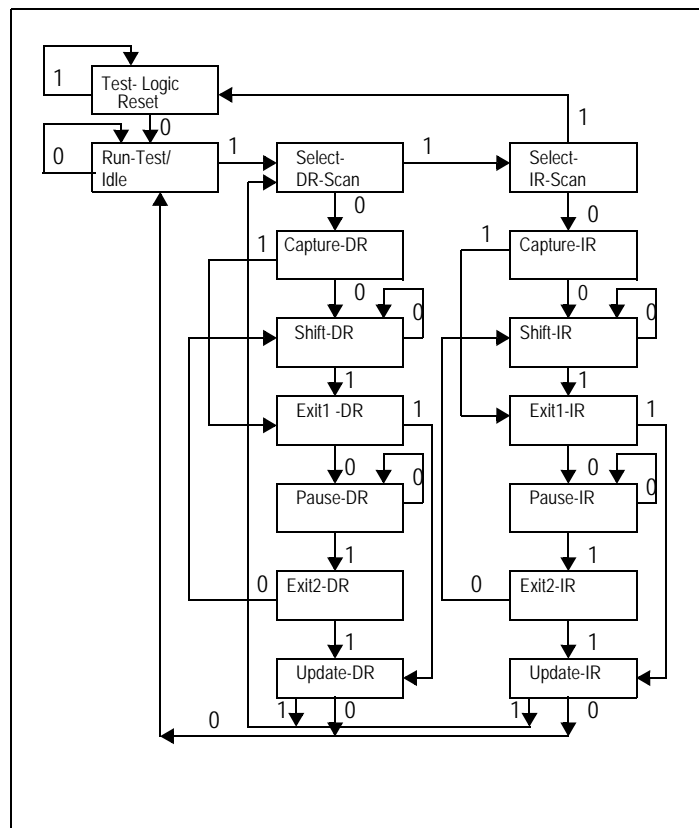 1
Test- Logic
Reset
0
1
0
Run-Test/
Idle
1
Select-
DR-Scan
1
Select-
IR-Scan
0
0
1
Capture-DR
1
Capture-IR
0
0
Shift-DR
0
Shift-IR
0
1
1
Exit1 -DR
1
Exit1-IR
1
0
0
Pause-DR
0
Pause-IR
0
1
1
0
Exit2-DR
0
Exit2-IR
1
1
Update-DR
Update-IR
1
0
1
0
0